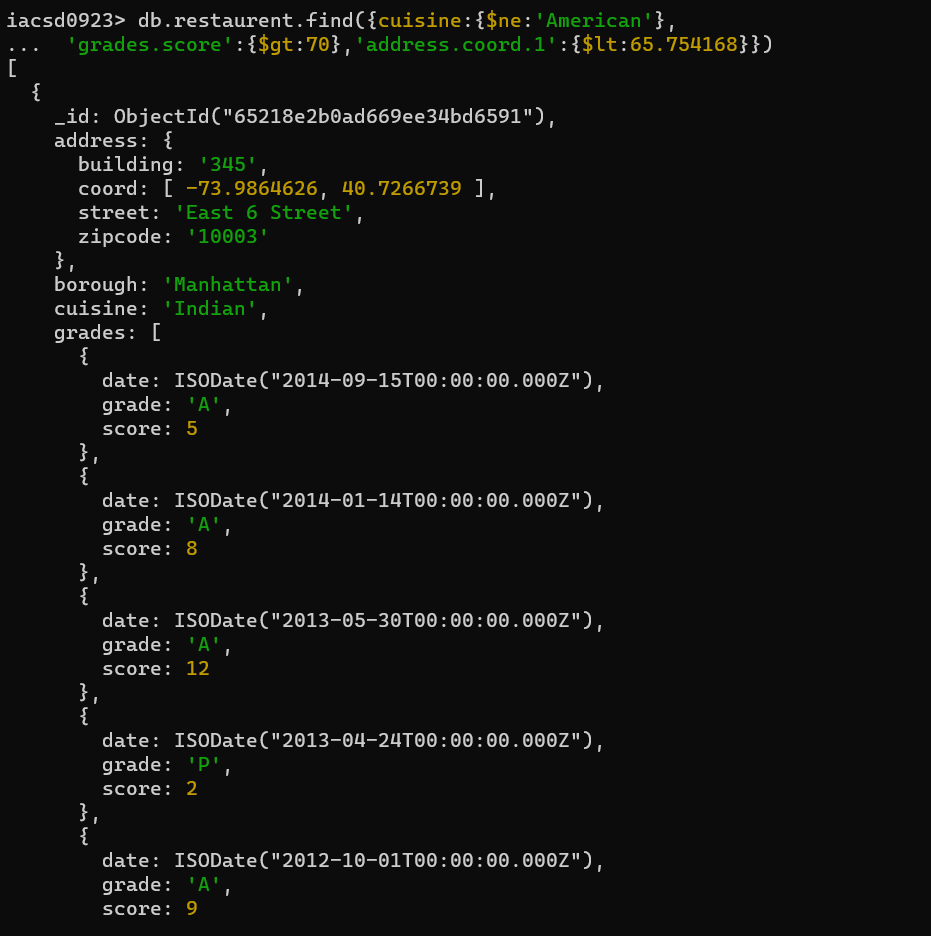 iacsd0923> db.restaurent.find({cuisine:{$ne:'American'},
...  'grades.score':{$gt:70},'address.coord.1':{$lt:65.754168}})
[
  {
    _id: ObjectId("65218e2b0ad669ee34bd6591"),
    address: {
      building: '345',
      coord: [ -73.9864626, 40.7266739 ],
      street: 'East 6 Street',
      zipcode: '10003'
    },
    borough: 'Manhattan',
    cuisine: 'Indian',
    grades: [
      {
        date: ISODate("2014-09-15T00:00:00.000Z"),
        grade: 'A',
        score: 5
      },
      {
        date: ISODate("2014-01-14T00:00:00.000Z"),
        grade: 'A',
        score: 8
      },
      {
        date: ISODate("2013-05-30T00:00:00.000Z"),
        grade: 'A',
        score: 12
      },
      {
        date: ISODate("2013-04-24T00:00:00.000Z"),
        grade: 'P',
        score: 2
      },
      {
        date: ISODate("2012-10-01T00:00:00.000Z"),
        grade: 'A',
        score: 9